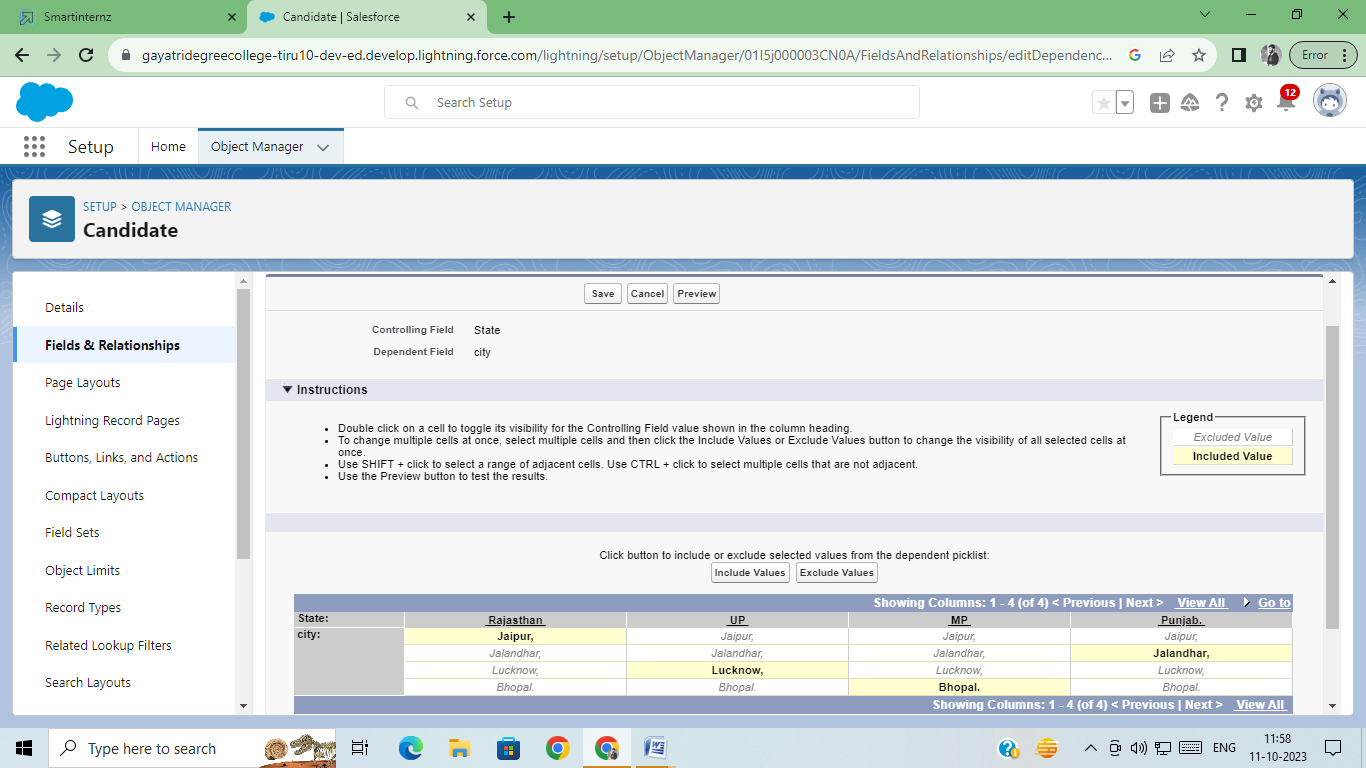 Smartinternz
Candidate | Salesforce
gayatridegreecollege-tiru10-dev-ed.develop.lightning.force.com/lightning/setup/ObjectManager/01I5j000003CN0A/FieldsAndRelationships/editDependenc...
Error
Search Setup
12
Setup
Home
Object Manager
SETUP > OBJECT MANAGER
Candidate
Details
Fields & Relationships
Page Layouts
Lightning Record Pages
Buttons, Links, and Actions
Compact Layouts
Field Sets
Object Limits
Record Types
Related Lookup Filters
Search Layouts
Save Cancel Preview
Controlling Field State
Dependent Field city
Instructions
• Double click on a cell to toggle its visibility for the Controlling Field value shown in the column heading.
• To change multiple cells at once, select multiple cells and then click the Include Values or Exclude Values button to change the visibility of all selected cells at
once.
• Use SHIFT + click to select a range of adjacent cells. Use CTRL + click to select multiple cells that are not adjacent.
• Use the Preview button to test the results.
Legend
Excluded Value
Included Value
Click button to include or exclude selected values from the dependent picklist:
Include Values Exclude Values
Showing Columns: 1 - 4 (of 4) < Previous | Next > View All Go to
State: Rajasthan UP MP Punjab.
city: Jaipur, Jaipur, Jaipur, Jaipur,
Jalandhar, Jalandhar, Jalandhar, Jalandhar,
Lucknow, Lucknow, Lucknow, Lucknow,
Bhopal. Bhopal. Bhopal. Bhopal.
Showing Columns: 1 - 4 (of 4) < Previous | Next > View All
Type here to search
ENG
11:58
11-10-2023